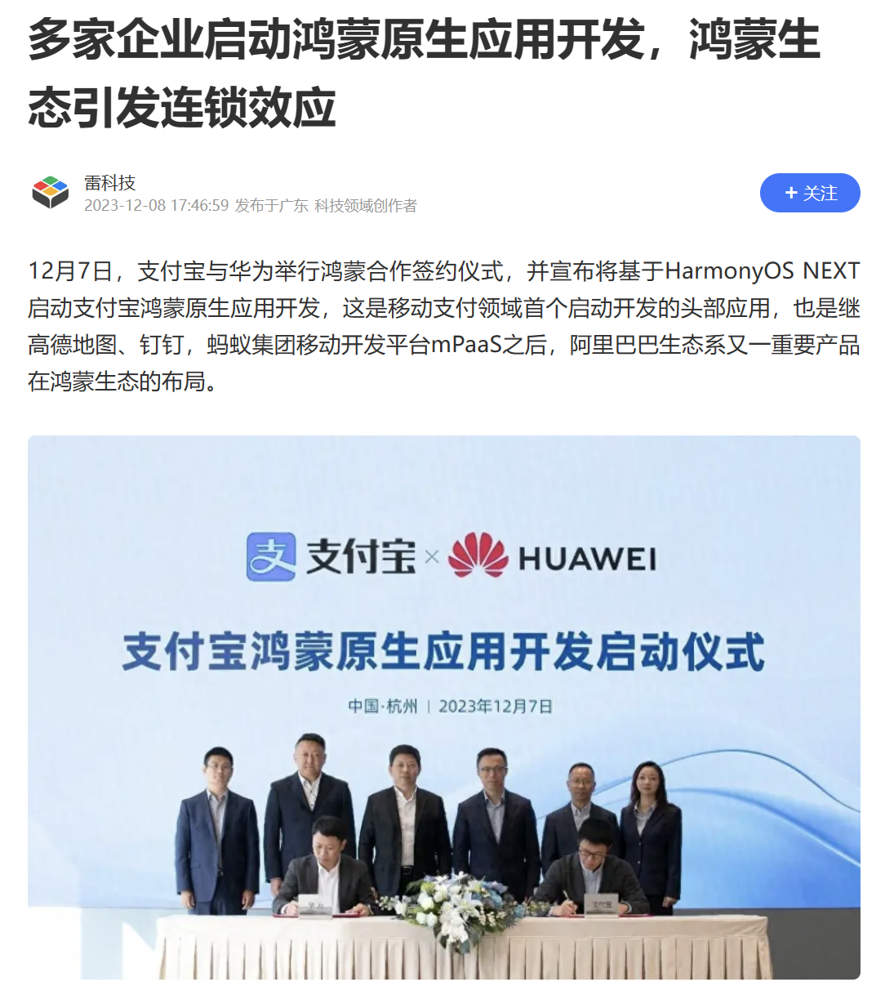 多家企业启动鸿蒙原生应用开发，鸿蒙生
态引发连锁效应
雷科技
2023-12-08 17:46:59 发布于广东 科技领域创作者
+ 关注
12月7日，支付宝与华为举行鸿蒙合作签约仪式，并宣布将基于HarmonyOS NEXT
启动支付宝鸿蒙原生应用开发，这是移动支付领域首个启动开发的头部应用，也是继
高德地图、钉钉，蚂蚁集团移动开发平台mPaaS之后，阿里巴巴生态系又一重要产品
在鸿蒙生态的布局。
支 支付宝 × HUAWEI
支付宝鸿蒙原生应用开发启动仪式
中国·杭州 | 2023年12月7日
华为
支付宝